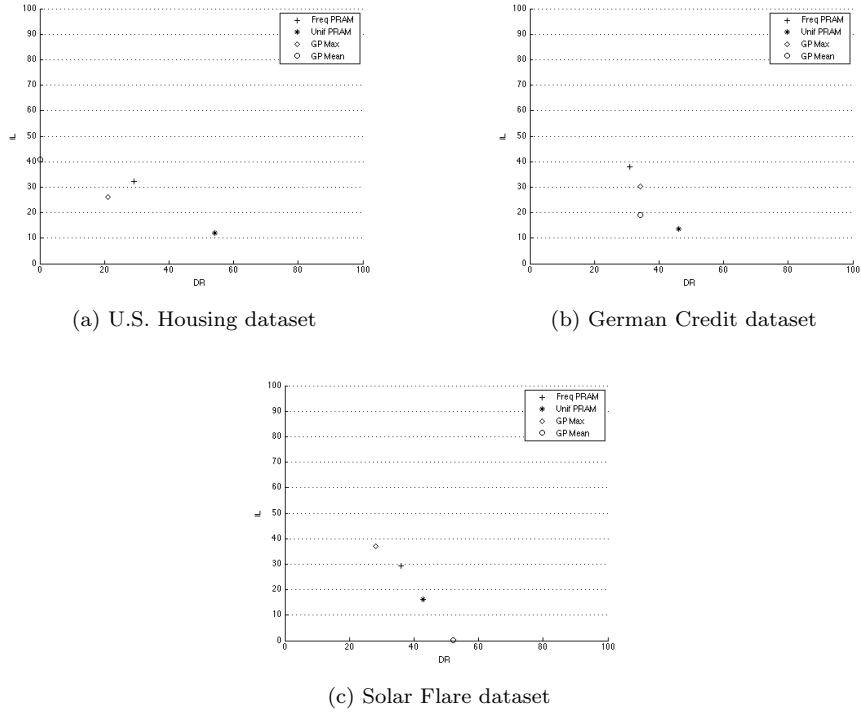 100
90
80
70
60
50
40
30
20
10
0
IL
Freq PRAM
Unif PRAM
GP Max
GP Mean
0 20 40 60 80 100
DR
(a) U.S. Housing dataset
100
90
80
70
60
50
40
30
20
10
0
IL
Freq PRAM
Unif PRAM
GP Max
GP Mean
0 20 40 60 80 100
DR
(b) German Credit dataset
100
90
80
70
60
50
40
30
20
10
0
IL
Freq PRAM
Unif PRAM
GP Max
GP Mean
0 20 40 60 80 100
DR
(c) Solar Flare dataset